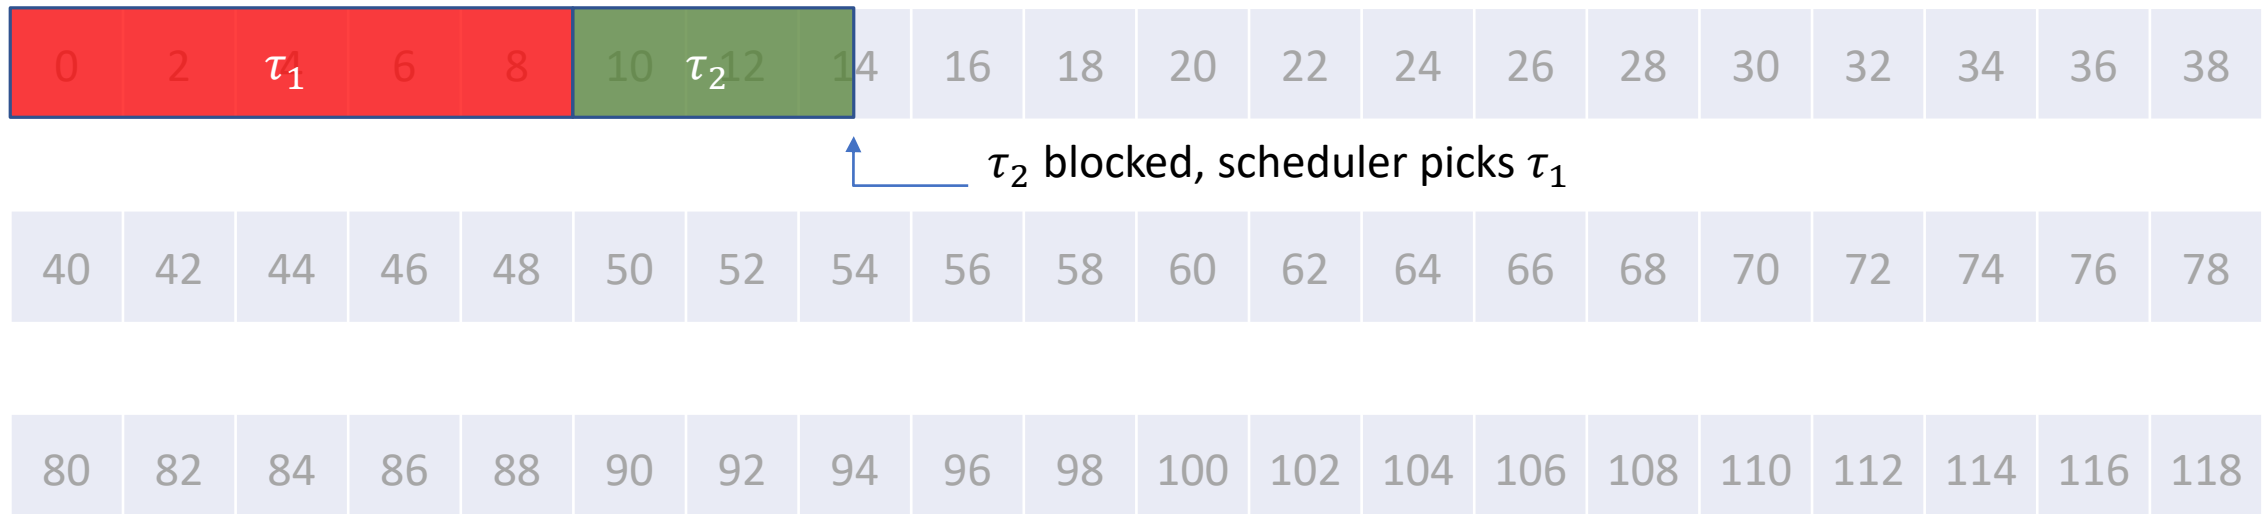 0 2 4 τ₁ 6 8 10 τ₂ 12 14 16 18 20 22 24 26 28 30 32 34 36 38
τ₂ blocked, scheduler picks τ₁
40 42 44 46 48 50 52 54 56 58 60 62 64 66 68 70 72 74 76 78
80 82 84 86 88 90 92 94 96 98 100 102 104 106 108 110 112 114 116 118